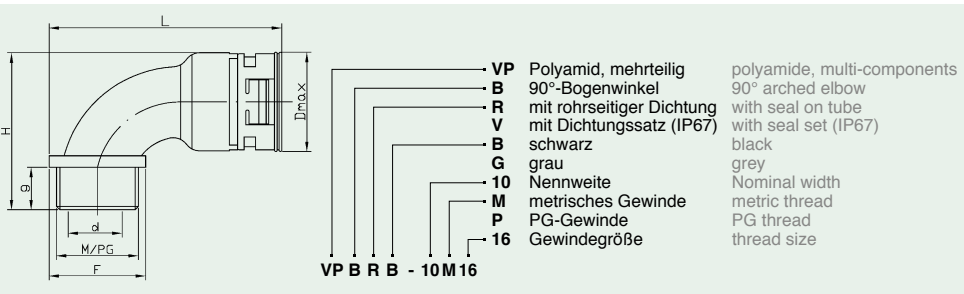 L
H
Dmax
g
d
M/PG
F
VP Polyamid, mehrteilig polyamide, multi-components
B 90°-Bogenwinkel 90° arched elbow
R mit rohrseitiger Dichtung with seal on tube
V mit Dichtungssatz (IP67) with seal set (IP67)
B schwarz black
G grau grey
10 Nennweite Nominal width
M metrisches Gewinde metric thread
P PG-Gewinde PG thread
16 Gewindegröße thread size
VP B R B - 10 M 16